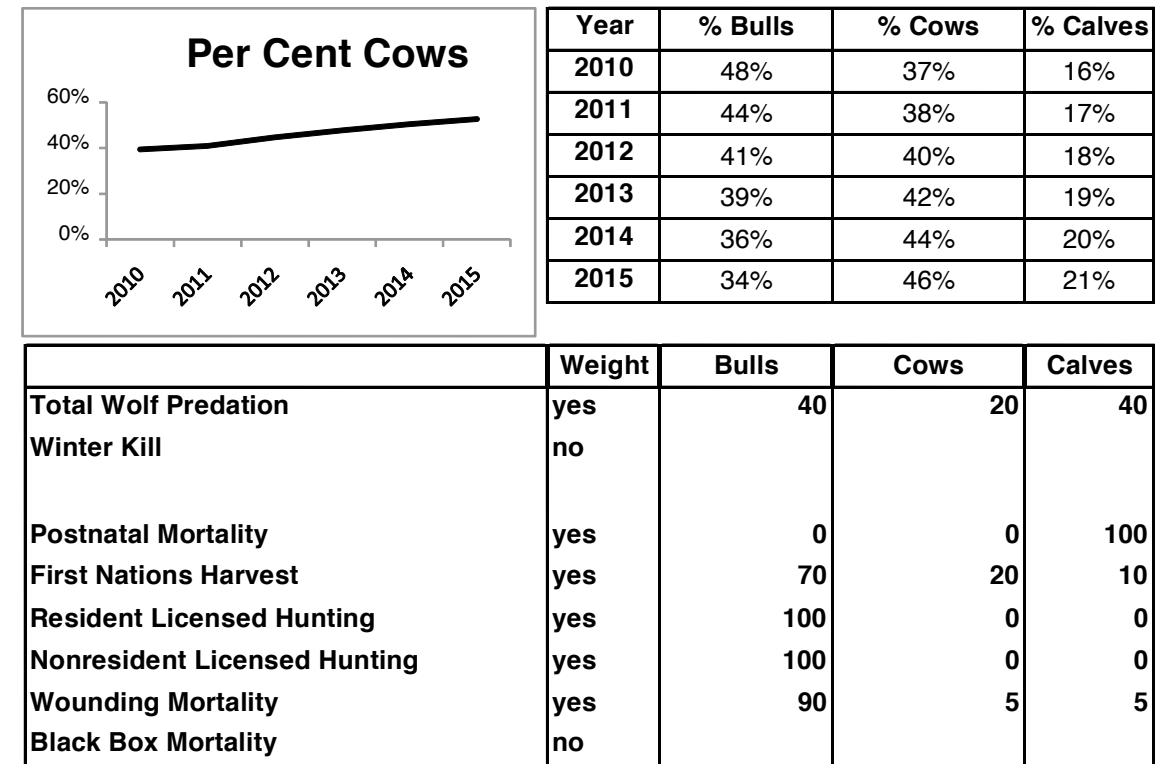 Per Cent Cows
60%
40%
20%
0%
2010 2011 2012 2013 2014 2015
Year % Bulls % Cows % Calves
2010 48% 37% 16%
2011 44% 38% 17%
2012 41% 40% 18%
2013 39% 42% 19%
2014 36% 44% 20%
2015 34% 46% 21%
Weight Bulls Cows Calves
Total Wolf Predation yes 40 20 40
Winter Kill no
Postnatal Mortality yes 0 0 100
First Nations Harvest yes 70 20 10
Resident Licensed Hunting yes 100 0 0
Nonresident Licensed Hunting yes 100 0 0
Wounding Mortality yes 90 5 5
Black Box Mortality no